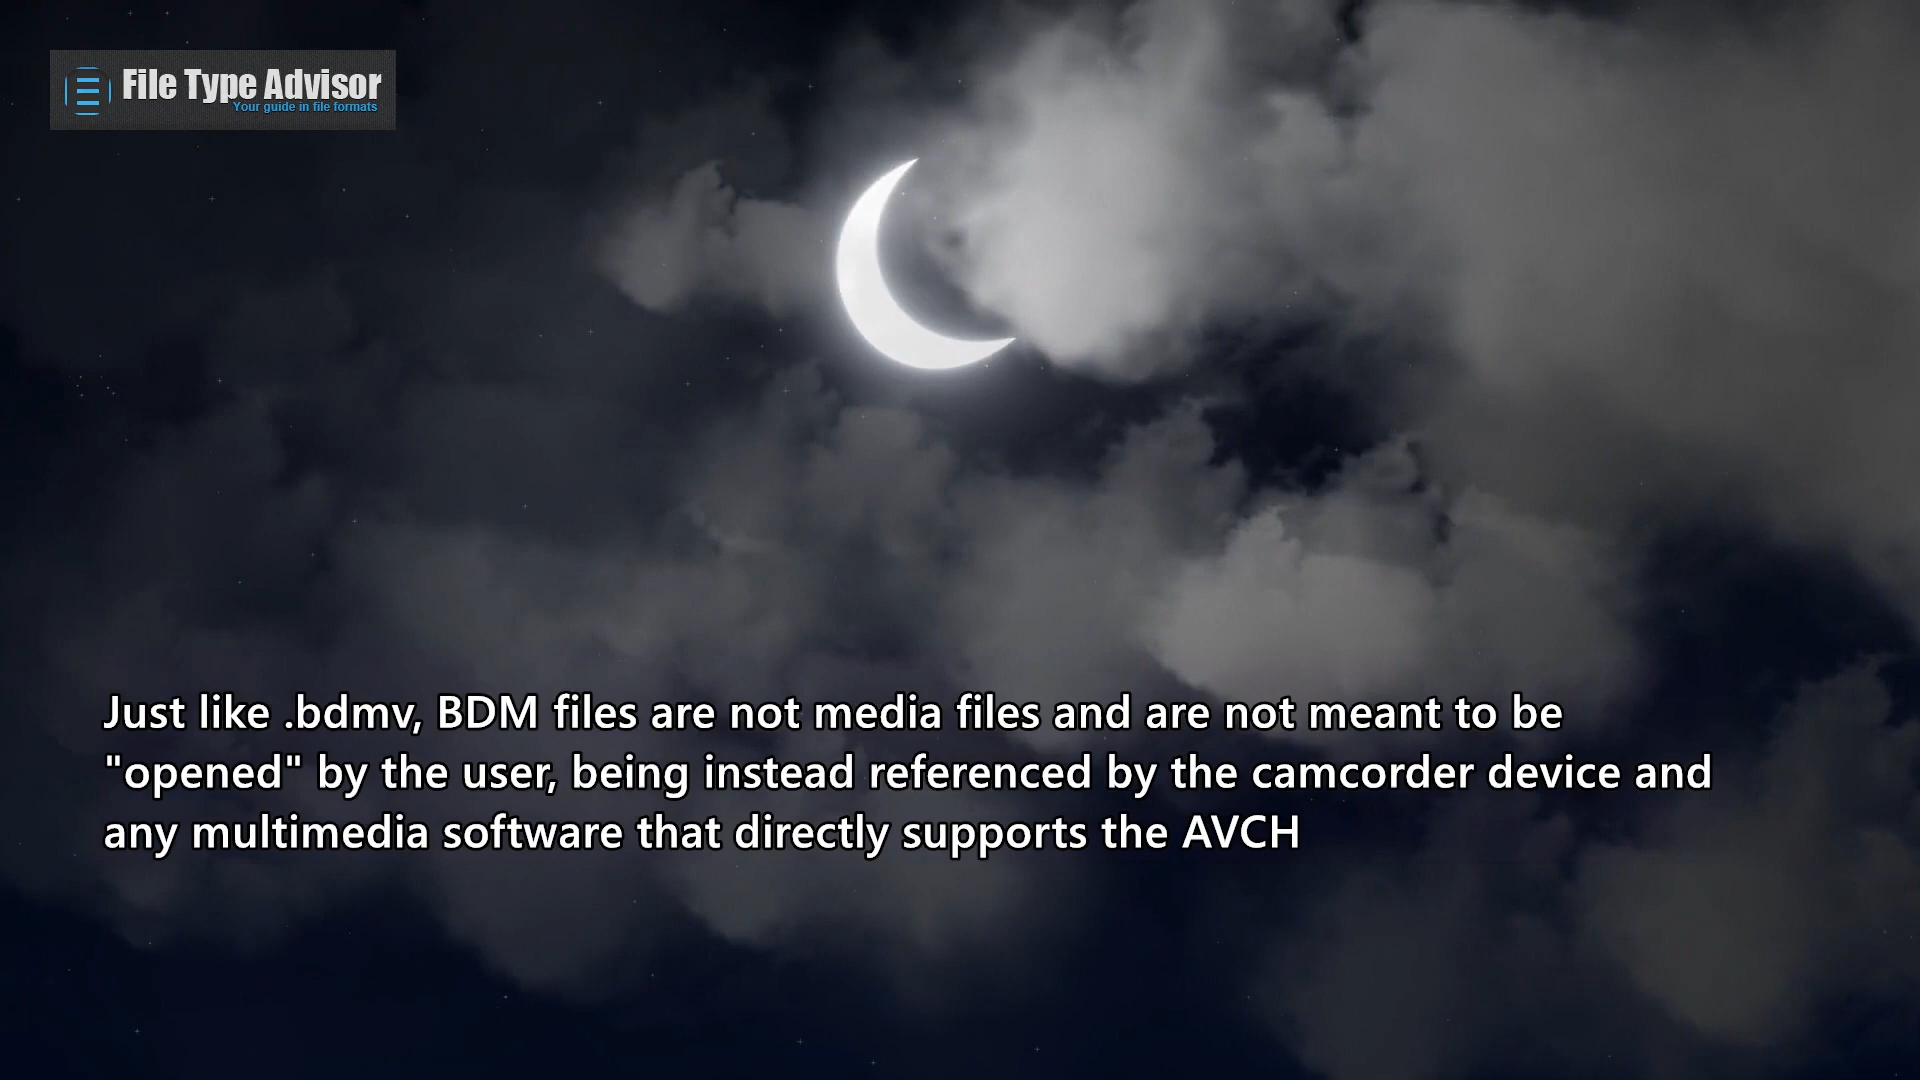 File Type Advisor
Your guide in file formats
Just like .bdmv, BDM files are not media files and are not meant to be
"opened" by the user, being instead referenced by the camcorder device and
any multimedia software that directly supports the AVCH